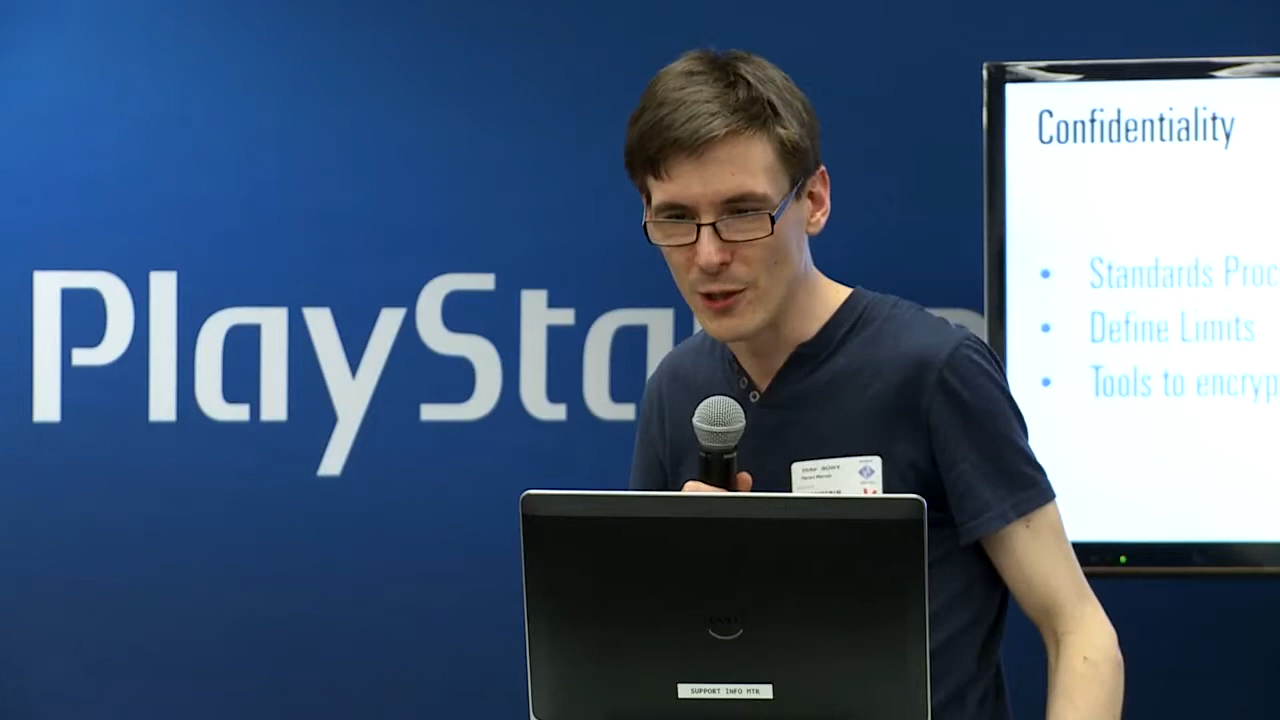 PlaySta
Confidentiality
Standards Proc
Define Limits
Tools to encryp
SUPPORT INFO MTR